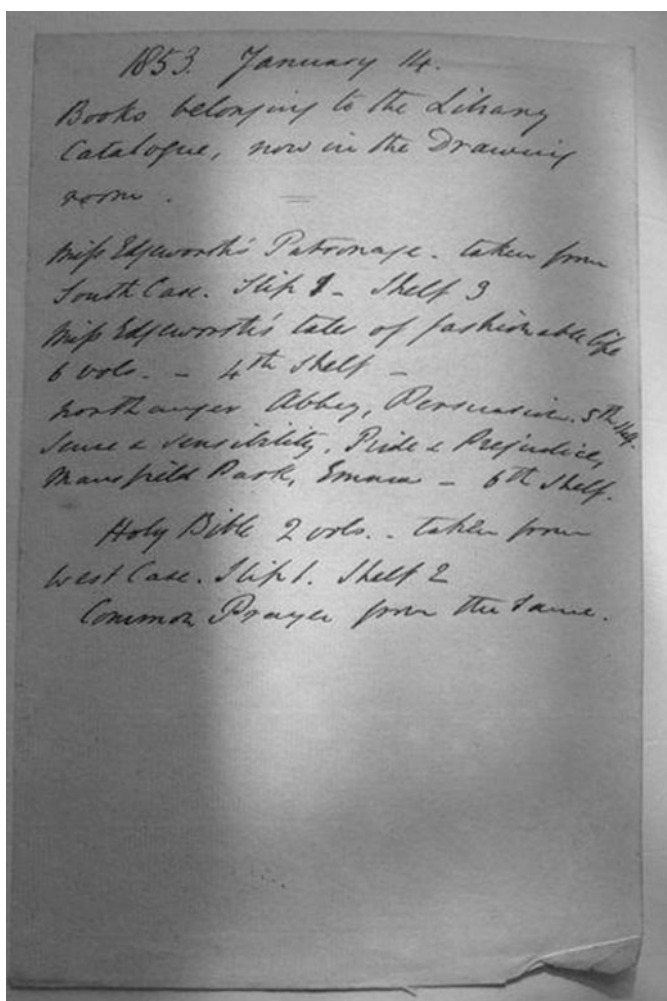 1853. January 14.
Books belonging to the Library
Catalogue, now in the Drawing
room.
Miss Edgeworth's Patronage. taken from
South Case. Slip 1 - Shelf 3
Miss Edgeworth's tales of fashionable life
6 vols. - 4th Shelf -
Northanger Abbey, Persuasion. 5th Shelf.
Sense & Sensibility, Pride & Prejudice,
Mansfield Park, Emma - 6th Shelf.
Holy Bible 2 vols. - taken from
West Case. Slip 1. Shelf 2
Common Prayer from the same.